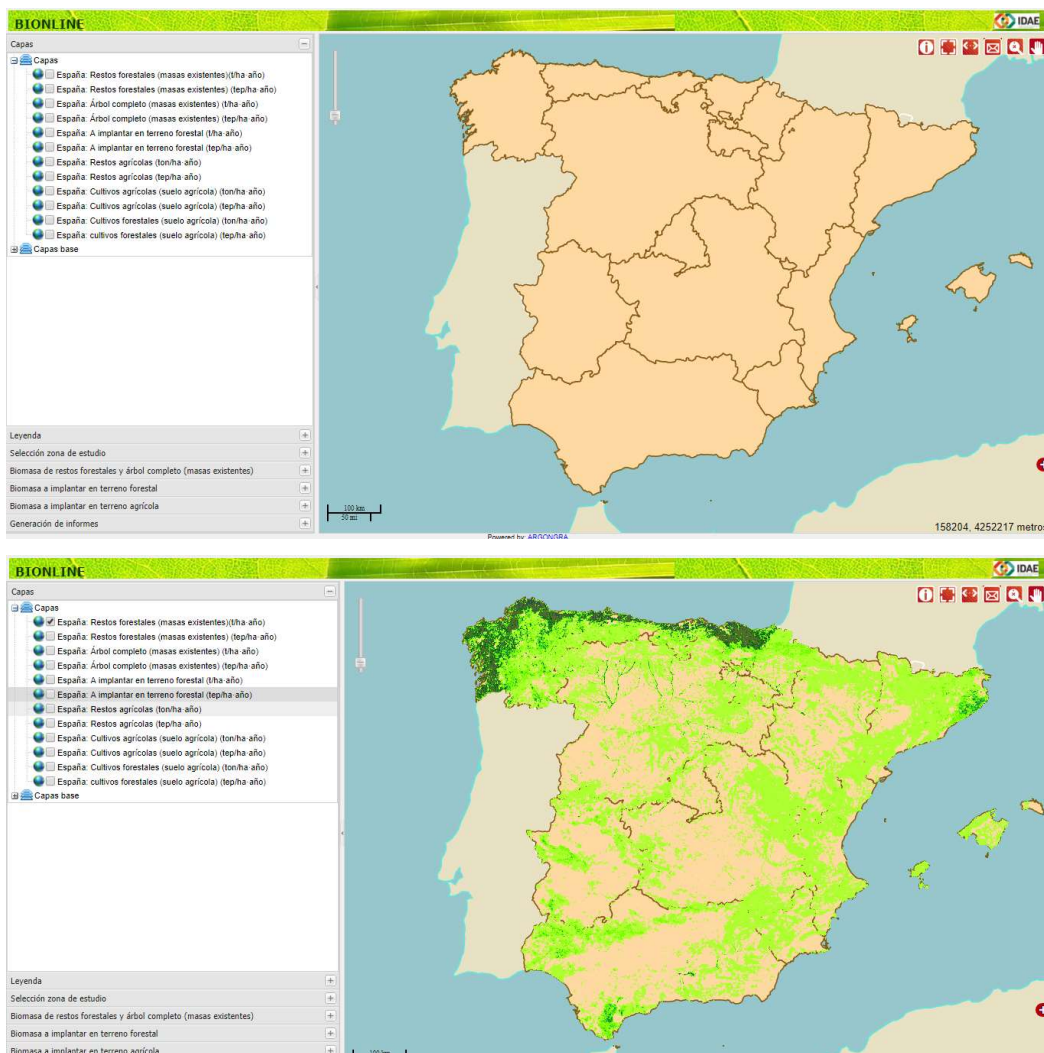 BIONLINE
IDAE
Capas
Capas
España: Restos forestales (masas existentes)(t/ha·año)
España: Restos forestales (masas existentes) (tep/ha·año)
España: Árbol completo (masas existentes) (t/ha·año)
España: Árbol completo (masas existentes) (tep/ha·año)
España: A implantar en terreno forestal (t/ha·año)
España: A implantar en terreno forestal (tep/ha·año)
España: Restos agrícolas (ton/ha·año)
España: Restos agrícolas (tep/ha·año)
España: Cultivos agrícolas (suelo agrícola) (ton/ha·año)
España: Cultivos agrícolas (suelo agrícola) (tep/ha·año)
España: Cultivos forestales (suelo agrícola) (ton/ha·año)
España: cultivos forestales (suelo agrícola) (tep/ha·año)
Capas base
Leyenda
Selección zona de estudio
Biomasa de restos forestales y árbol completo (masas existentes)
Biomasa a implantar en terreno forestal
Biomasa a implantar en terreno agrícola
Generación de informes
100 km
50 mi
158204, 4252217 metros
Powered by: ARGONGRA
BIONLINE
IDAE
Capas
Capas
España: Restos forestales (masas existentes)(t/ha·año)
España: Restos forestales (masas existentes) (tep/ha·año)
España: Árbol completo (masas existentes) (t/ha·año)
España: Árbol completo (masas existentes) (tep/ha·año)
España: A implantar en terreno forestal (t/ha·año)
España: A implantar en terreno forestal (tep/ha·año)
España: Restos agrícolas (ton/ha·año)
España: Restos agrícolas (tep/ha·año)
España: Cultivos agrícolas (suelo agrícola) (ton/ha·año)
España: Cultivos agrícolas (suelo agrícola) (tep/ha·año)
España: Cultivos forestales (suelo agrícola) (ton/ha·año)
España: cultivos forestales (suelo agrícola) (tep/ha·año)
Capas base
Leyenda
Selección zona de estudio
Biomasa de restos forestales y árbol completo (masas existentes)
Biomasa a implantar en terreno forestal
Biomasa a implantar en terreno agrícola
100 km